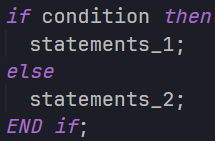 if condition then
  statements_1;
else
  statements_2;
END if;